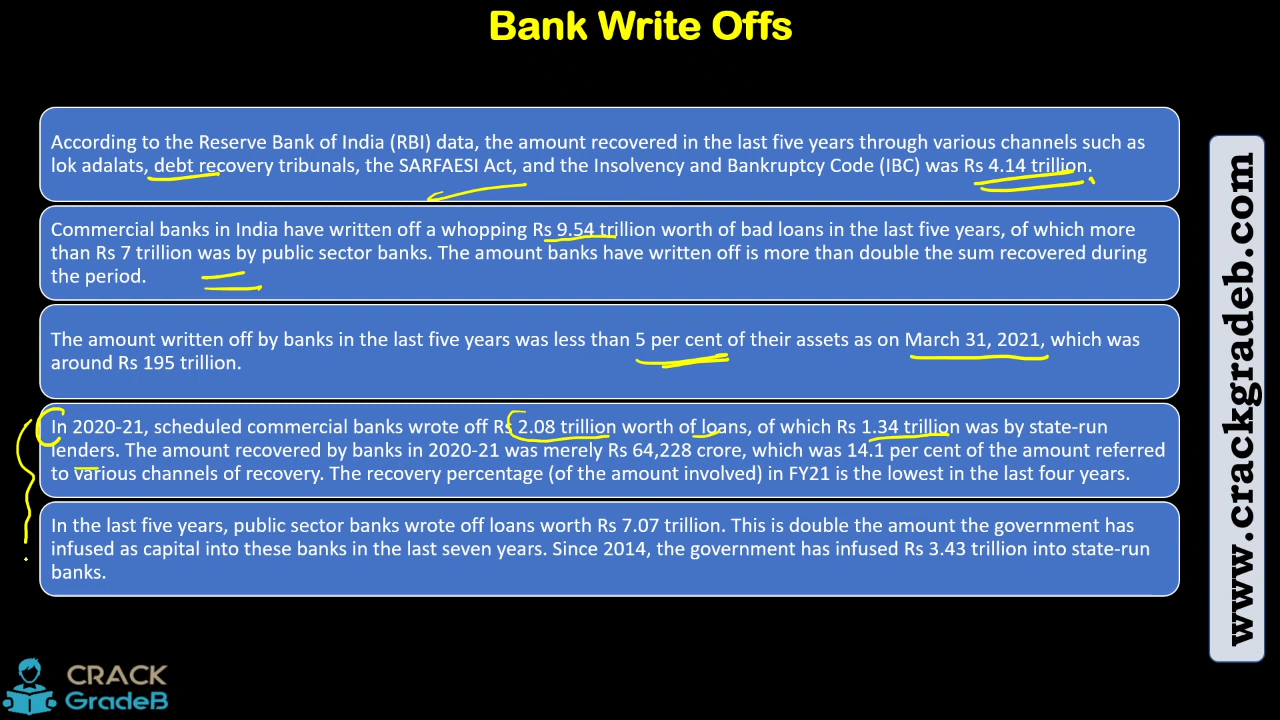 Bank Write Offs
According to the Reserve Bank of India (RBI) data, the amount recovered in the last five years through various channels such as
lok adalats, debt recovery tribunals, the SARFAESI Act, and the Insolvency and Bankruptcy Code (IBC) was Rs 4.14 trillion.
Commercial banks in India have written off a whopping Rs 9.54 trillion worth of bad loans in the last five years, of which more
than Rs 7 trillion was by public sector banks. The amount banks have written off is more than double the sum recovered during
the period.
The amount written off by banks in the last five years was less than 5 per cent of their assets as on March 31, 2021, which was
around Rs 195 trillion.
In 2020-21, scheduled commercial banks wrote off Rs 2.08 trillion worth of loans, of which Rs 1.34 trillion was by state-run
lenders. The amount recovered by banks in 2020-21 was merely Rs 64,228 crore, which was 14.1 per cent of the amount referred
to various channels of recovery. The recovery percentage (of the amount involved) in FY21 is the lowest in the last four years.
In the last five years, public sector banks wrote off loans worth Rs 7.07 trillion. This is double the amount the government has
infused as capital into these banks in the last seven years. Since 2014, the government has infused Rs 3.43 trillion into state-run
banks.
www.crackgradeb.com
CRACK
GradeB